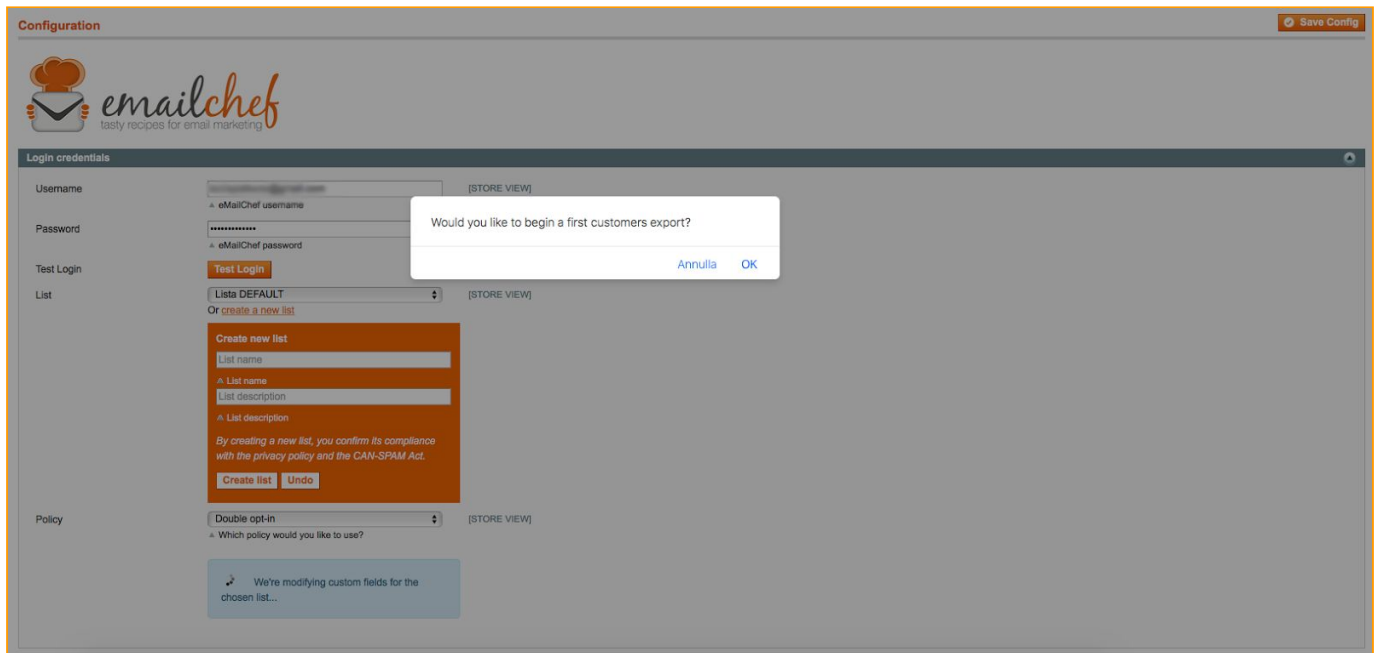 Configuration
Save Config
emailchef
tasty recipes for email marketing
Login credentials
Username
[STORE VIEW]
eMailChef username
Would you like to begin a first customers export?
Password
•••••••••••••
eMailChef password
Annulla OK
Test Login
Test Login
List
Lista DEFAULT
[STORE VIEW]
Or create a new list
Create new list
List name
List name
List description
List description
By creating a new list, you confirm its compliance
with the privacy policy and the CAN-SPAM Act.
Create list Undo
Policy
Double opt-in
[STORE VIEW]
Which policy would you like to use?
We're modifying custom fields for the
chosen list...